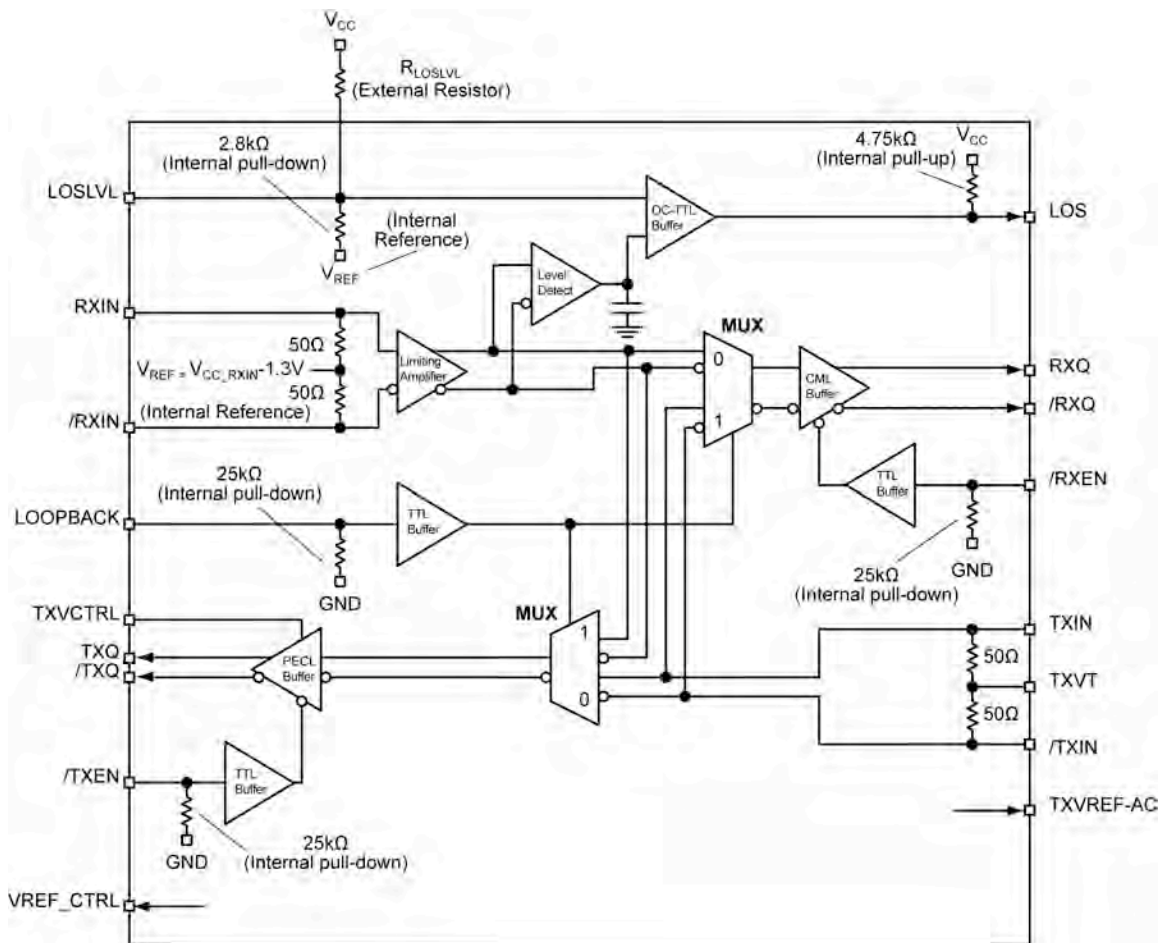 VCC
RLOSLVL
(External Resistor)
2.8kΩ
(Internal pull-down)
4.75kΩ
(Internal pull-up)
VCC
LOSLVL
OC-TTL
Buffer
LOS
(Internal
Reference)
VREF
Level
Detect
RXIN
MUX
50Ω
Limiting
Amplifier
0
VREF = VCC_RXIN-1.3V
CML
Buffer
RXQ
50Ω
(Internal Reference)
/RXQ
/RXIN
1
25kΩ
(Internal pull-down)
TTL
Buffer
/RXEN
LOOPBACK
TTL
Buffer
GND
GND
25kΩ
(Internal pull-down)
TXVCTRL
MUX
TXIN
1
TXQ
/TXQ
PECL
Buffer
50Ω
TXVT
0
50Ω
/TXIN
/TXEN
TTL
Buffer
TXVREF-AC
25kΩ
(Internal pull-down)
GND
VREF_CTRL